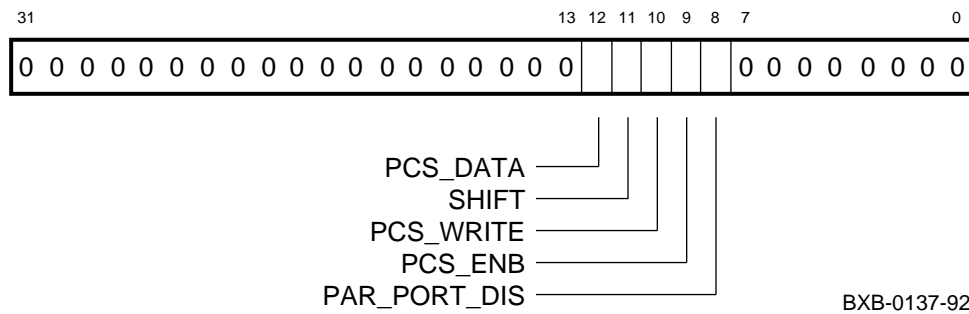 31 13 12 11 10 9 8 7 0
0 0 0 0 0 0 0 0 0 0 0 0 0 0 0 0 0 0 0 0 0 0 0 0 0 0 0
PCS_DATA
SHIFT
PCS_WRITE
PCS_ENB
PAR_PORT_DIS
BXB-0137-92